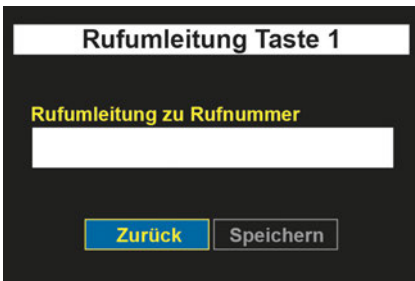 Rufumleitung Taste 1
Rufumleitung zu Rufnummer
Zurück Speichern